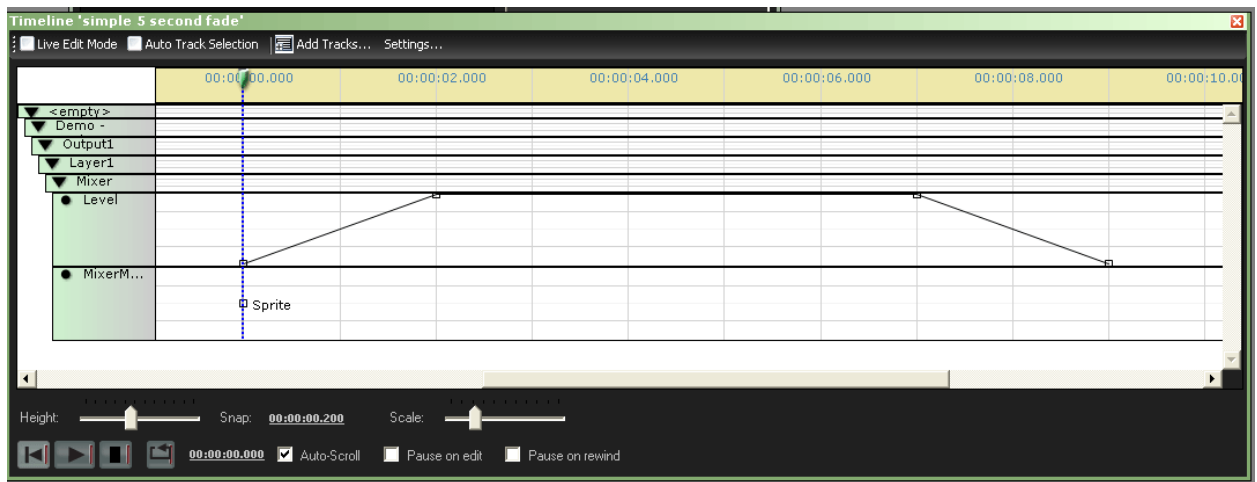 Timeline 'simple 5 second fade'
Live Edit Mode Auto Track Selection Add Tracks... Settings...
00:00:00.000 00:00:02.000 00:00:04.000 00:00:06.000 00:00:08.000 00:00:10.00
<empty>
Demo -
Output1
Layer1
Mixer
Level
MixerM...
Sprite
Height: Snap: 00:00:00.200 Scale:
00:00:00.000 Auto-Scroll Pause on edit Pause on rewind